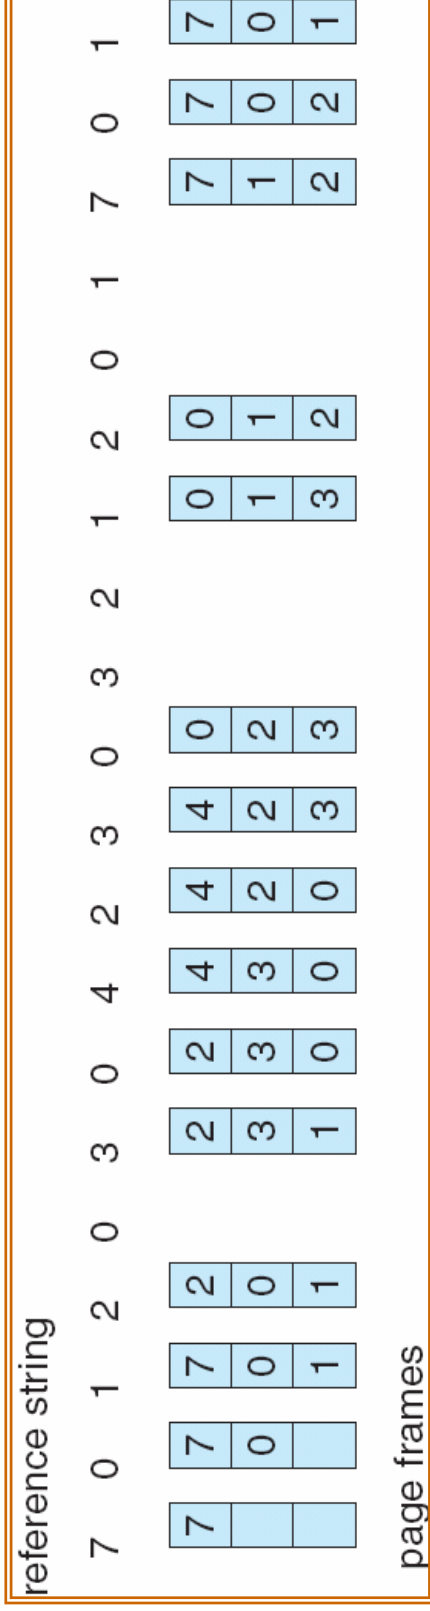 reference string
7 0 1 2 0 3 0 4 2 3 0 3 2 1 2 0 1 7 0 1
7 7 7 2 2 2 4 4 4 0 0 0 7 7 7
0 0 0 3 3 3 2 2 2 1 1 1 0 0
1 1 1 0 0 0 3 3 3 2 2 2 1
page frames